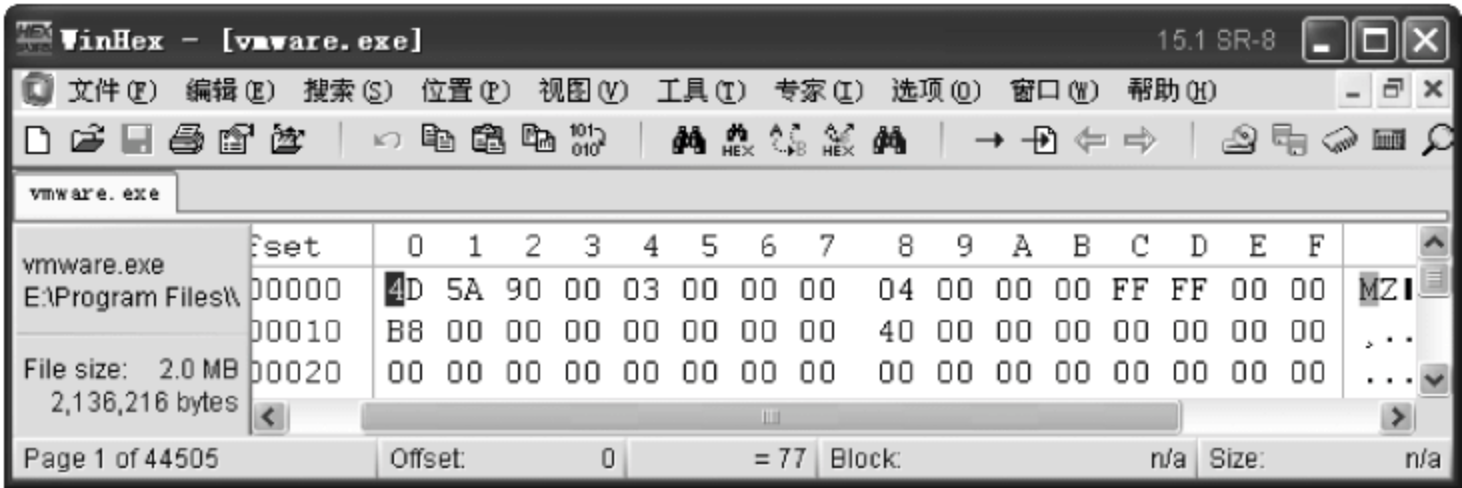 WinHex - [vmware.exe] 15.1 SR-8
文件(F) 编辑(E) 搜索(S) 位置(P) 视图(V) 工具(T) 专家(I) 选项(O) 窗口(W) 帮助(H)
vmware.exe
fset 0 1 2 3 4 5 6 7 8 9 A B C D E F
vmware.exe
E:\Program Files\\
00000 4D 5A 90 00 03 00 00 00 04 00 00 00 FF FF 00 00 MZ
00010 B8 00 00 00 00 00 00 00 40 00 00 00 00 00 00 00 ¸..
00020 00 00 00 00 00 00 00 00 00 00 00 00 00 00 00 00 ...
File size: 2.0 MB
2,136,216 bytes
Page 1 of 44505 Offset: 0 = 77 Block: n/a Size: n/a